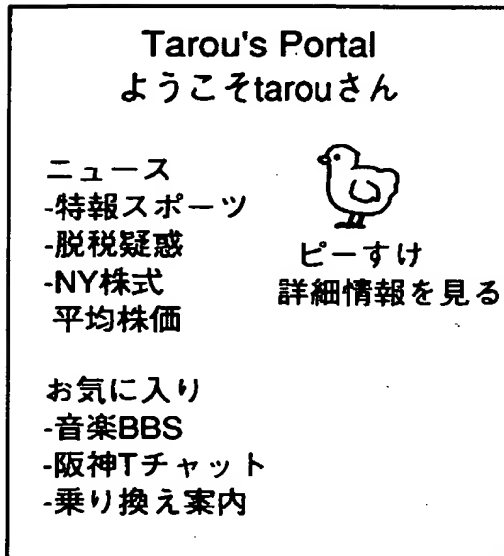 Tarou's Portal
ようこそtarouさん
ニュース
-特報スポーツ
-脱税疑惑
-NY株式
平均株価
ピーすけ
詳細情報を見る
お気に入り
-音楽BBS
-阪神Tチャット
-乗り換え案内